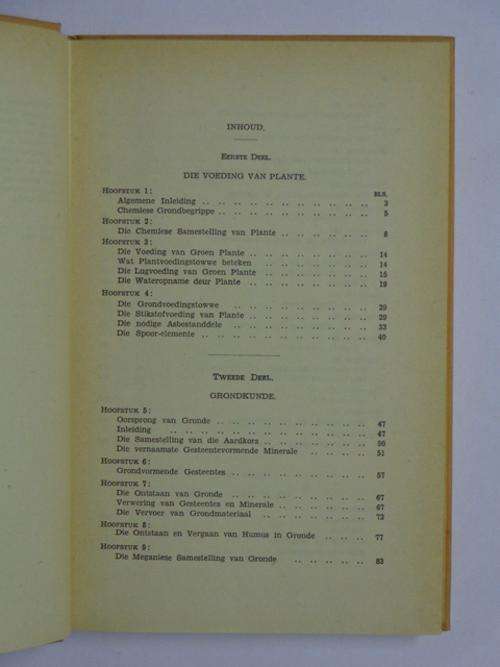 INHOUD.
EERSTE DEEL.
DIE VOEDING VAN PLANTE.
HOOFSTUK 1:
BLS.
Algemene Inleiding .. .. .. .. .. .. .. .. .. .. 3
Chemiese Grondbegrippe .. .. .. .. .. .. .. .. .. 5
HOOFSTUK 2:
Die Chemiese Samestelling van Plante .. .. .. .. .. 8
HOOFSTUK 3:
Die Voeding van Groen Plante .. .. .. .. .. .. .. 14
Wat Plantvoedingstowwe beteken .. .. .. .. .. .. 14
Die Lugvoeding van Groen Plante .. .. .. .. .. .. 15
Die Wateropname deur Plante .. .. .. .. .. .. .. 19
HOOFSTUK 4:
Die Grondvoedingstowwe .. .. .. .. .. .. .. .. 29
Die Stikstofvoeding van Plante .. .. .. .. .. .. .. 29
Die nodige Asbestanddele .. .. .. .. .. .. .. .. 33
Die Spoor-elemente .. .. .. .. .. .. .. .. .. .. 40
TWEEDE DEEL.
GRONDKUNDE.
HOOFSTUK 5:
Oorsprong van Gronde .. .. .. .. .. .. .. .. .. 47
Inleiding .. .. .. .. .. .. .. .. .. .. .. .. 47
Die Samestelling van die Aardkors .. .. .. .. .. .. 50
Die vernaamste Gesteentevormende Minerale .. .. .. .. 51
HOOFSTUK 6:
Grondvormende Gesteentes .. .. .. .. .. .. .. .. 57
HOOFSTUK 7:
Die Ontstaan van Gronde .. .. .. .. .. .. .. .. 67
Verwering van Gesteentes en Minerale .. .. .. .. .. 67
Die Vervoer van Grondmateriaal .. .. .. .. .. .. 72
HOOFSTUK 8:
Die Ontstaan en Vergaan van Humus in Gronde .. .. .. 77
HOOFSTUK 9:
Die Meganiese Samestelling van Gronde .. .. .. .. .. 83